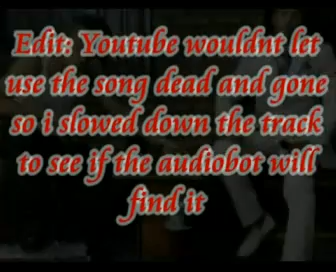 Edit: Youtube wouldnt let
use the song dead and gone
so i slowed down the track
to see if the audiobot will
find it